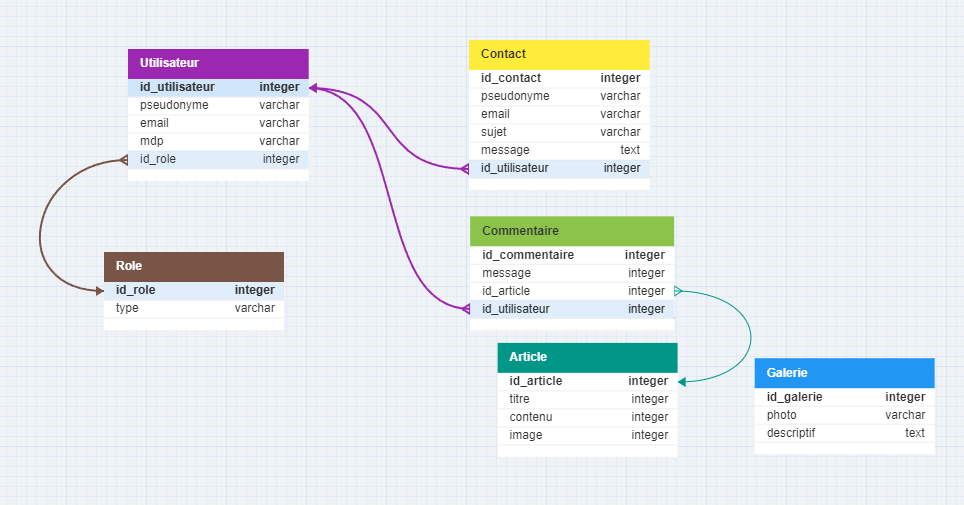 Utilisateur
id_utilisateur integer
pseudonyme varchar
email varchar
mdp varchar
id_role integer
Role
id_role integer
type varchar
Contact
id_contact integer
pseudonyme varchar
email varchar
sujet varchar
message text
id_utilisateur integer
Commentaire
id_commentaire integer
message integer
id_article integer
id_utilisateur integer
Article
id_article integer
titre integer
contenu integer
image integer
Galerie
id_galerie integer
photo varchar
descriptif text